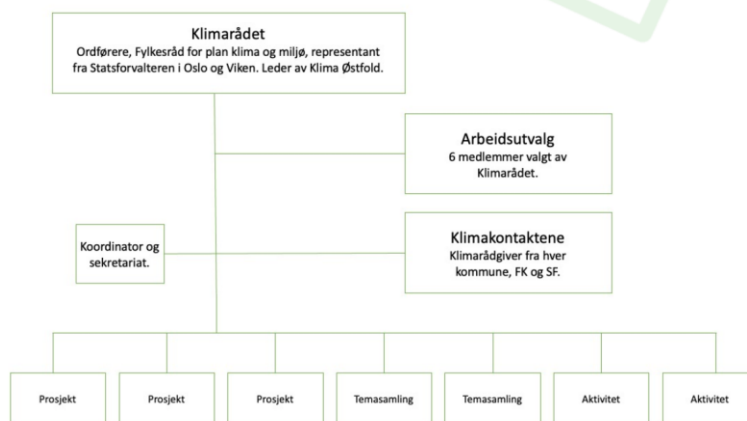 Klimarådet
Ordførere, Fylkesråd for plan klima og miljø, representant
fra Statsforvalteren i Oslo og Viken. Leder av Klima Østfold.
Arbeidsutvalg
6 medlemmer valgt av
Klimarådet.
Koordinator og
sekretariat.
Klimakontaktene
Klimarådgiver fra hver
kommune, FK og SF.
Prosjekt
Prosjekt
Prosjekt
Temasamling
Temasamling
Aktivitet
Aktivitet